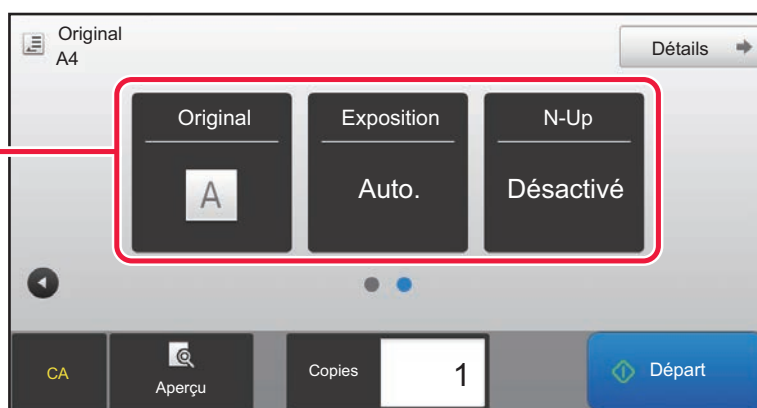 Original
A4
Détails
Original
Exposition
N-Up
A
Auto.
Désactivé
CA
Aperçu
Copies
1
Départ